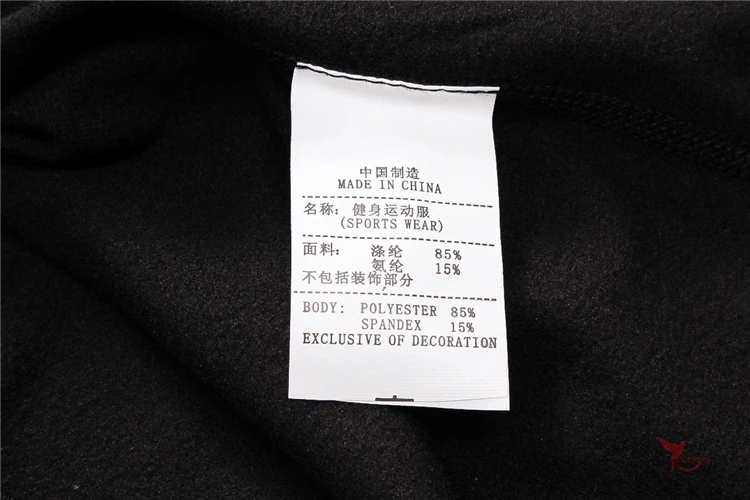 中国制造
MADE IN CHINA
名称：健身运动服
(SPORTS WEAR)
面料：涤纶 85%
氨纶 15%
不包括装饰部分
BODY: POLYESTER 85%
SPANDEX 15%
EXCLUSIVE OF DECORATION